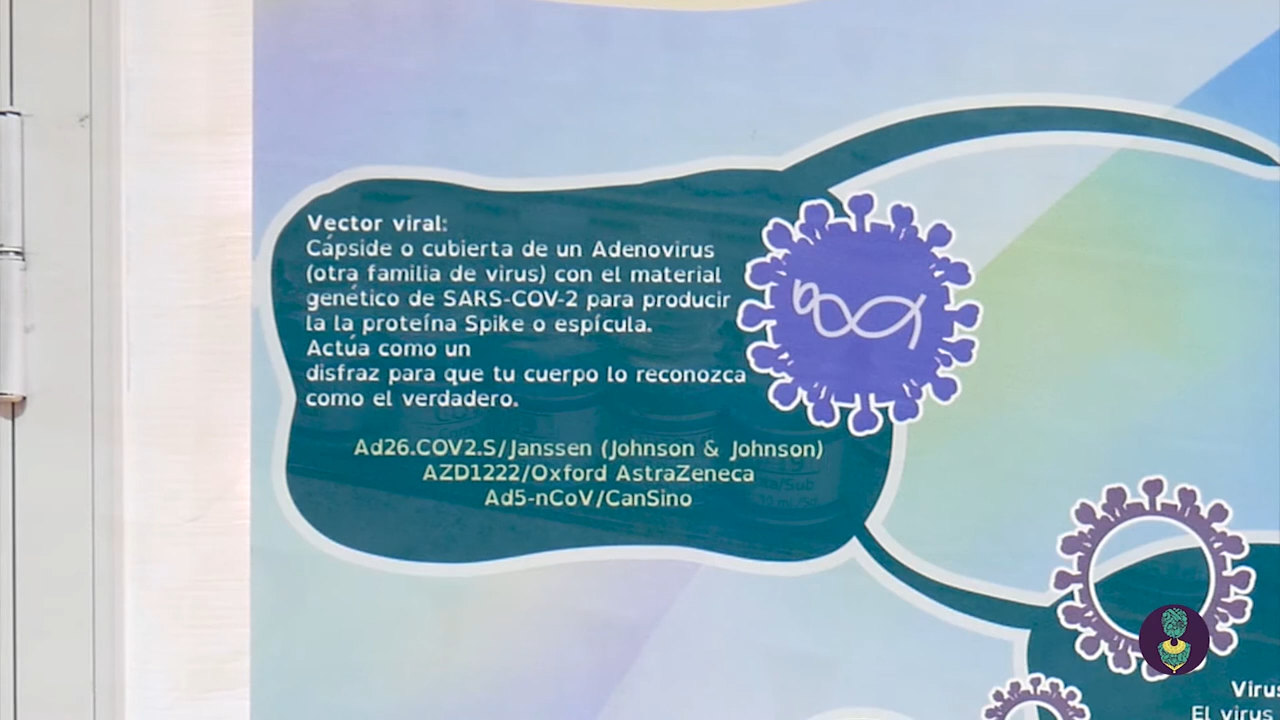 Vector viral:
Cápside o cubierta de un Adenovirus
(otra familia de virus) con el material
genético de SARS-COV-2 para producir
la la proteína Spike o espícula.
Actúa como un
disfraz para que tu cuerpo lo reconozca
como el verdadero.
Ad26.COV2.S/Janssen (Johnson & Johnson)
AZD1222/Oxford AstraZeneca
Ad5-nCoV/CanSino
Virus
El virus